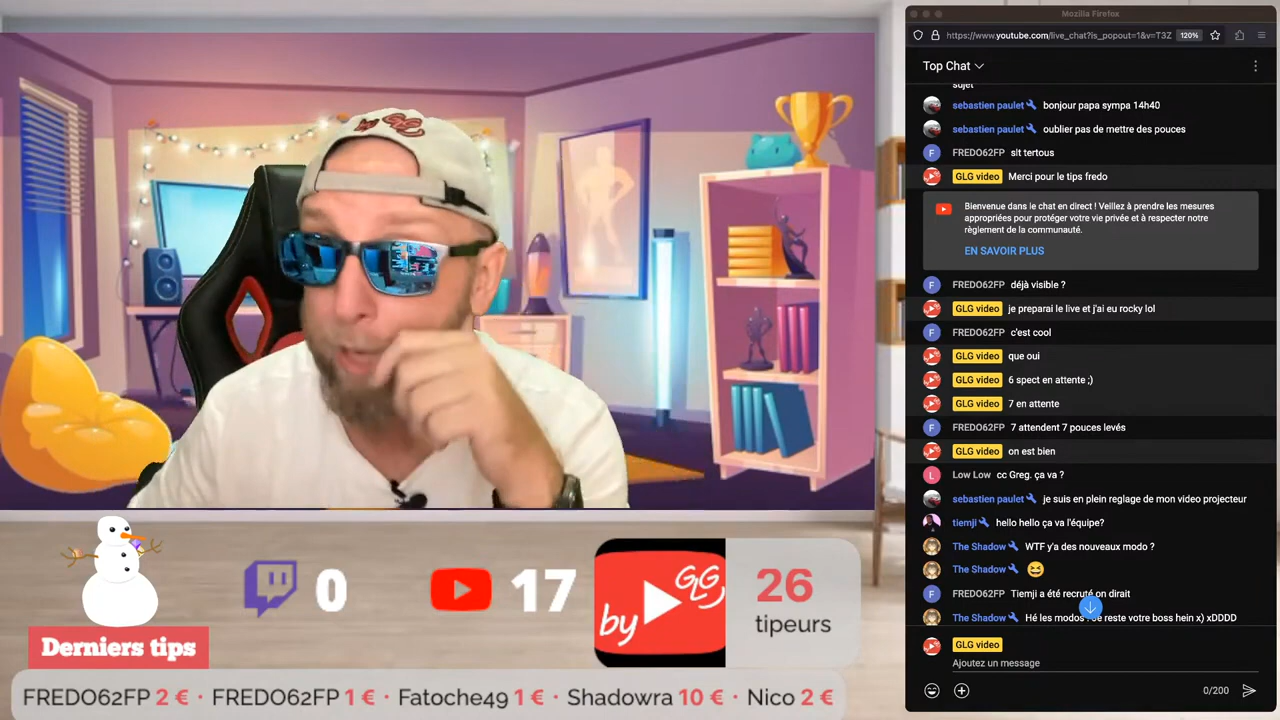 Mozilla Firefox
https://www.youtube.com/live_chat?is_popout=1&v=T3Z
120%
Top Chat
sujet
sebastien paulet bonjour papa sympa 14h40
sebastien paulet oublier pas de mettre des pouces
F FREDO62FP slt tertous
GLG video Merci pour le tips fredo
Bienvenue dans le chat en direct ! Veillez à prendre les mesures
appropriées pour protéger votre vie privée et à respecter notre
règlement de la communauté.
EN SAVOIR PLUS
F FREDO62FP déjà visible ?
GLG video je preparai le live et j'ai eu rocky lol
F FREDO62FP c'est cool
GLG video que oui
GLG video 6 spect en attente ;)
GLG video 7 en attente
F FREDO62FP 7 attendent 7 pouces levés
GLG video on est bien
L Low Low cc Greg. ça va ?
sebastien paulet je suis en plein reglage de mon video projecteur
tiemji hello hello ça va l'équipe?
The Shadow WTF y'a des nouveaux modo ?
The Shadow 😆
F FREDO62FP Tiemji a été recruté on dirait
The Shadow Hé les modos reste votre boss hein x) xDDDD
GLG video
Ajoutez un message
0/200
0
17
by GLG
26
tipeurs
Derniers tips
FREDO62FP 2 € · FREDO62FP 1 € · Fatoche49 1 € · Shadowra 10 € · Nico 2 €